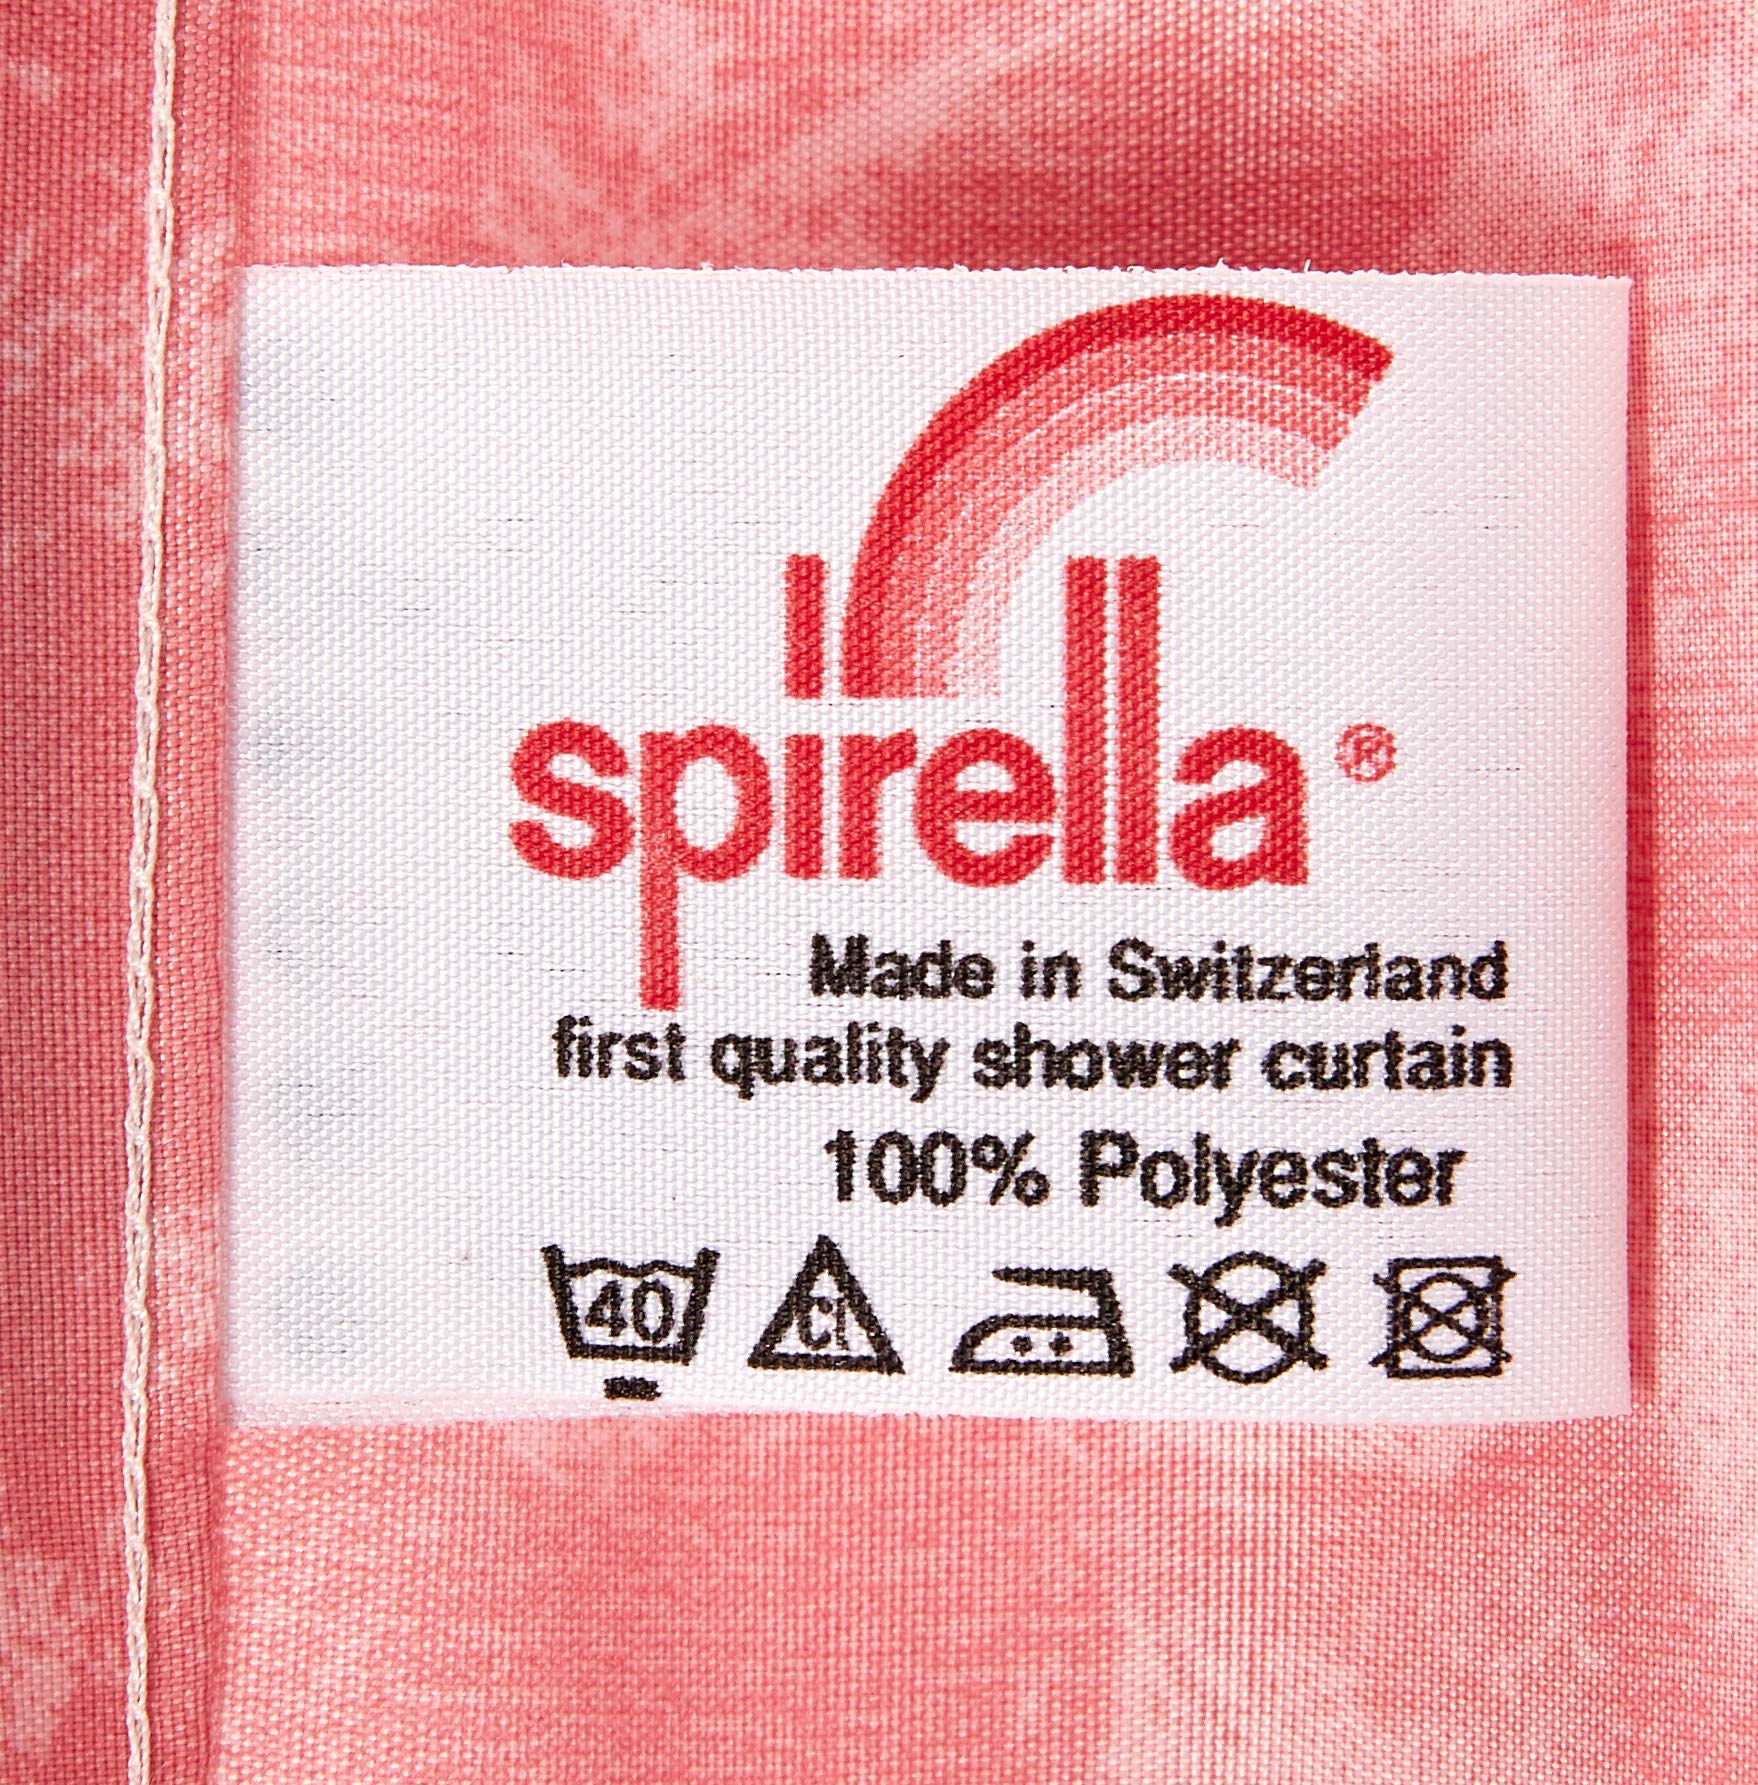 spirella®
Made in Switzerland
first quality shower curtain
100% Polyester
40 Cl